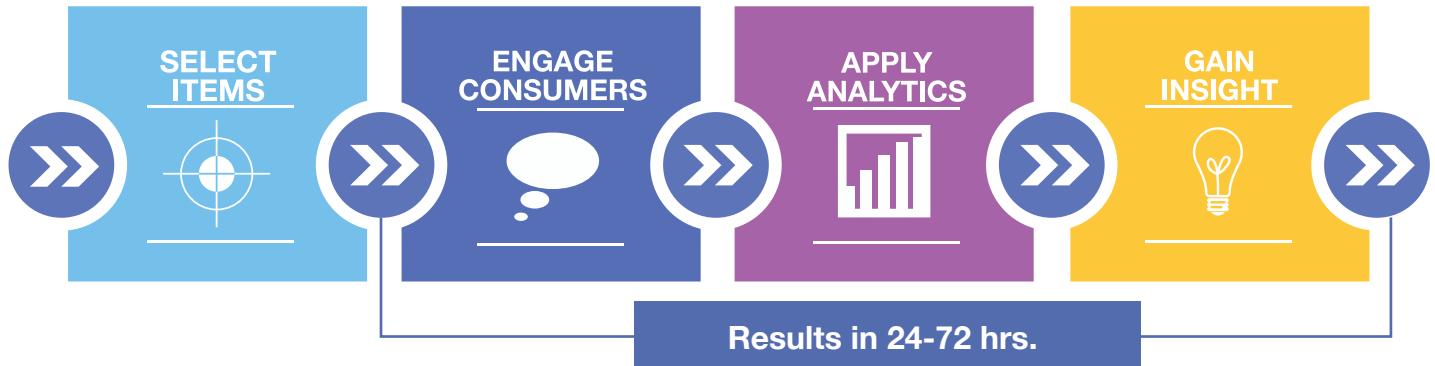 SELECT
ITEMS
ENGAGE
CONSUMERS
APPLY
ANALYTICS
GAIN
INSIGHT
Results in 24-72 hrs.